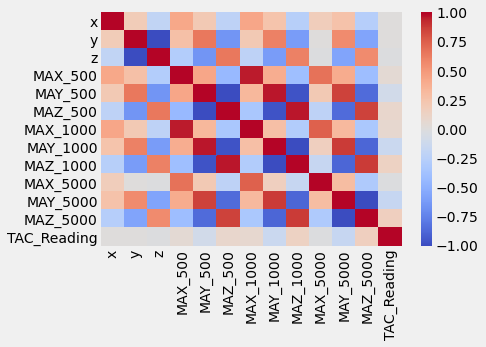 x
y
z
MAX_500
MAY_500
MAZ_500
MAX_1000
MAY_1000
MAZ_1000
MAX_5000
MAY_5000
MAZ_5000
TAC_Reading
x
y
z
MAX_500
MAY_500
MAZ_500
MAX_1000
MAY_1000
MAZ_1000
MAX_5000
MAY_5000
MAZ_5000
TAC_Reading
1.00
0.75
0.50
0.25
0.00
−0.25
−0.50
−0.75
−1.00